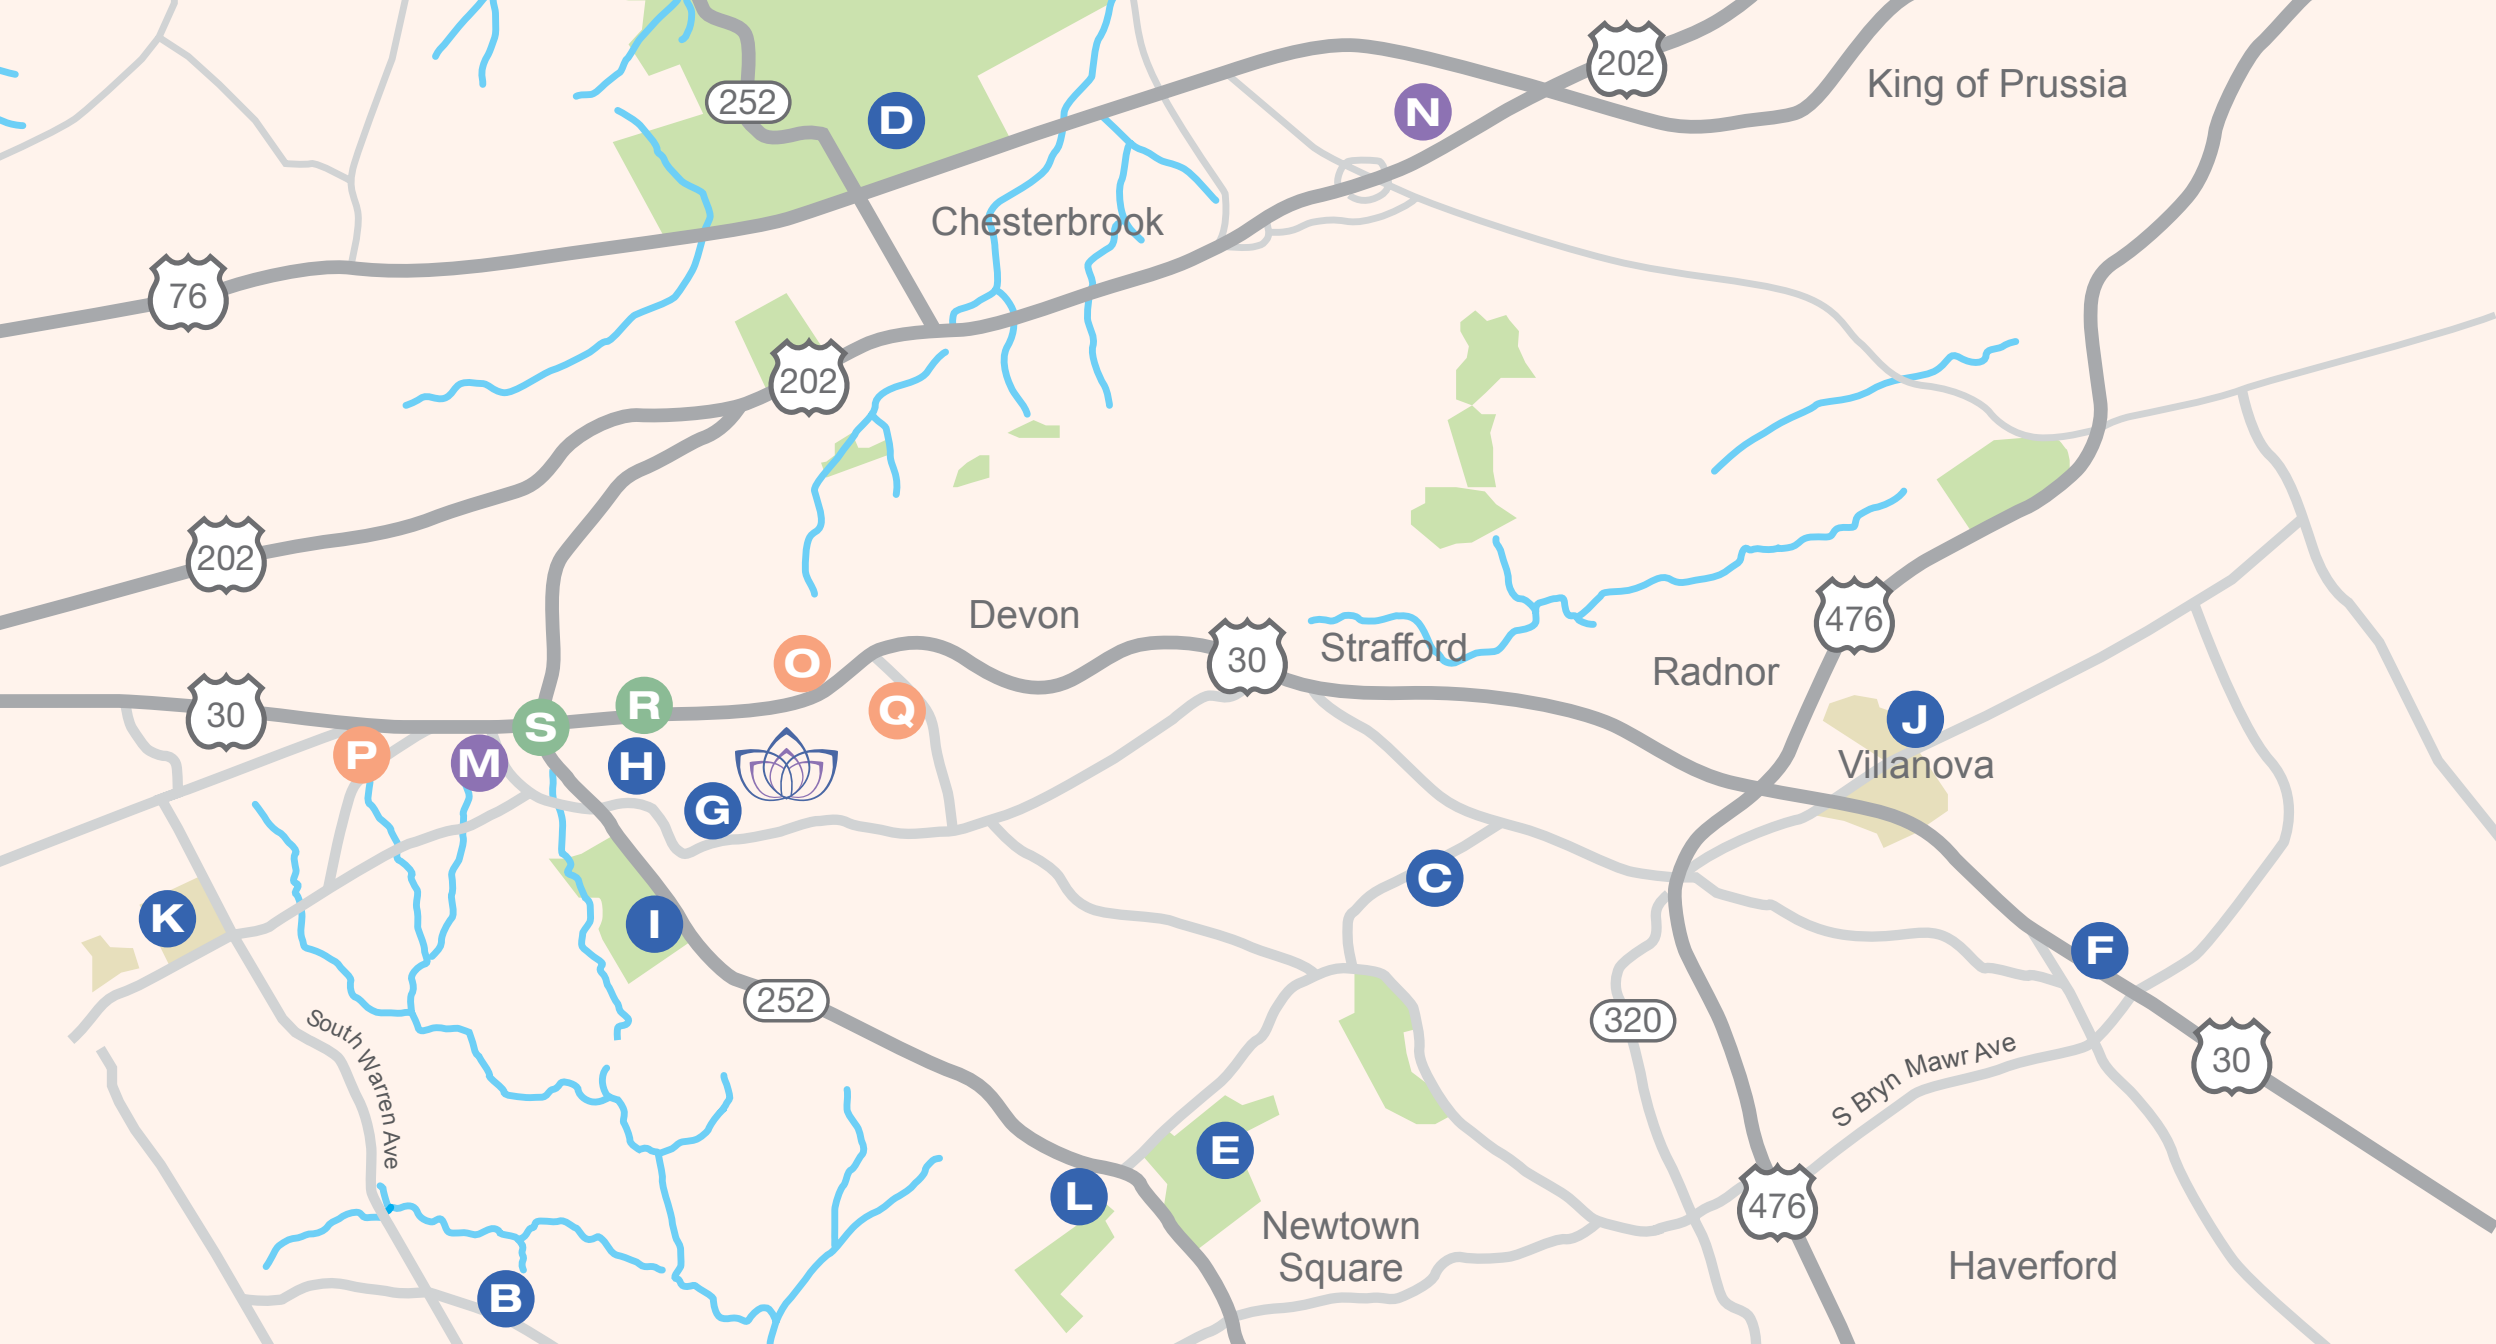 202
King of Prussia
252
D
N
Chesterbrook
76
202
202
Devon
30
Strafford
476
Radnor
30
O
Q
R
S
P
M
H
G
J
Villanova
K
I
C
F
252
320
South Warren Ave
S Bryn Mawr Ave
30
E
L
476
Newtown
Square
Haverford
B